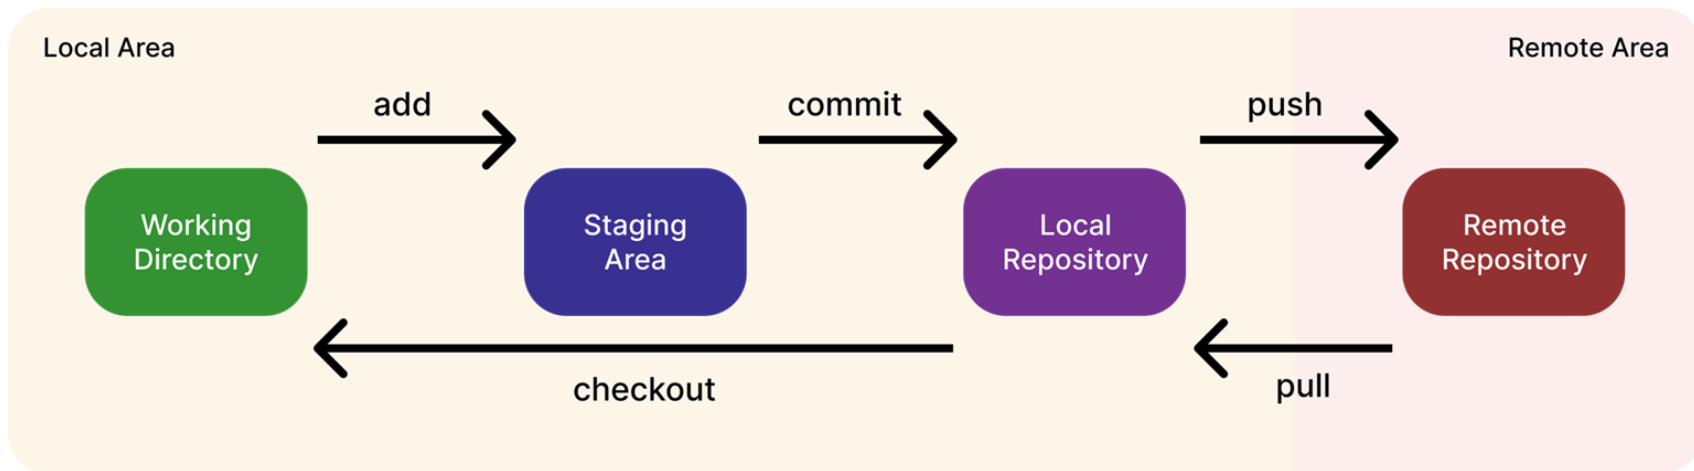 Local Area
Remote Area
add
commit
push
Working
Directory
Staging
Area
Local
Repository
Remote
Repository
checkout
pull